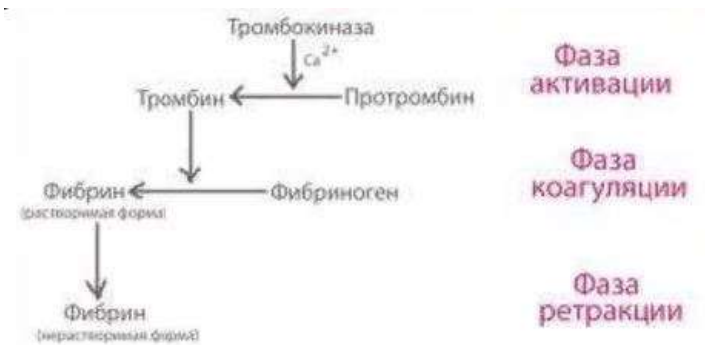 Тромбокиназа
Ca²⁺
Фаза
активации
Тромбин
Протромбин
Фаза
коагуляции
Фибрин
Фибриноген
(растворимая форма)
Фаза
ретракции
Фибрин
(нерастворимая форма)